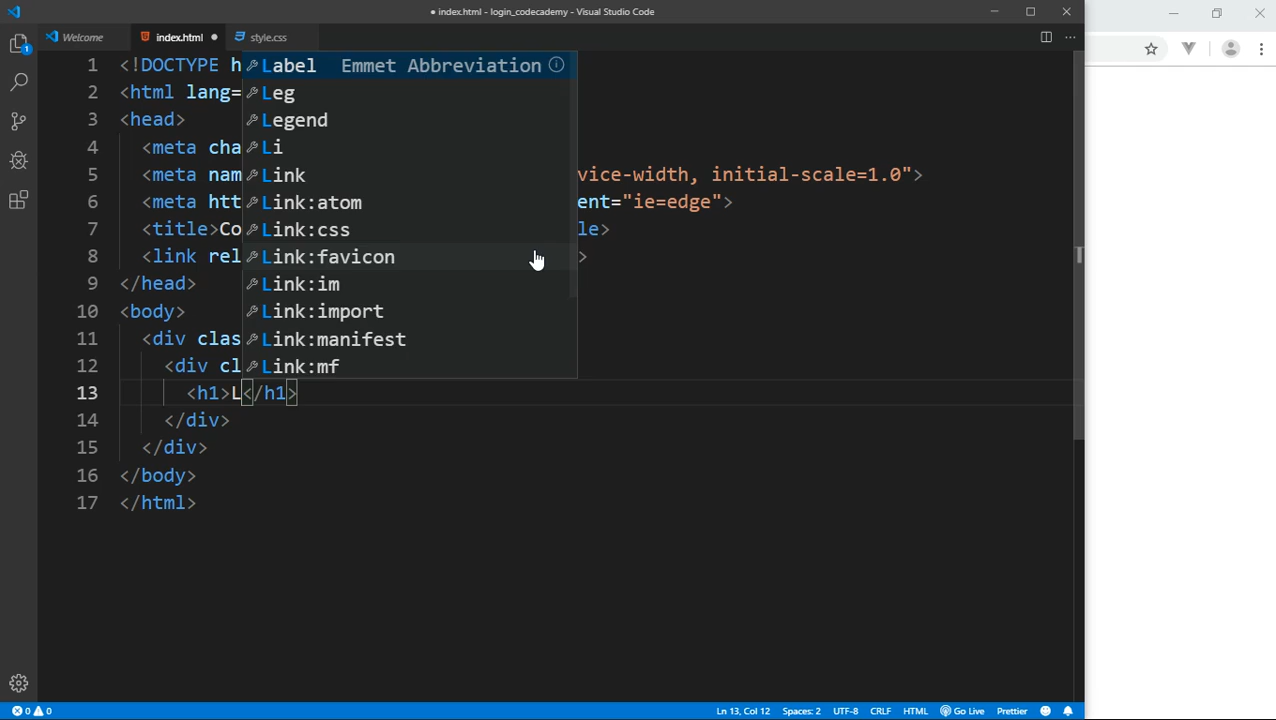 ● index.html - login_codecademy - Visual Studio Code
Welcome
index.html ●
style.css
1 <!DOCTYPE h
2 <html lang=
3 <head>
4 <meta cha
5 <meta nam vice-width, initial-scale=1.0">
6 <meta htt ent="ie=edge">
7 <title>Co le>
8 <link rel >
9 </head>
10 <body>
11 <div clas
12 <div cl
13 <h1>L</h1>
14 </div>
15 </div>
16 </body>
17 </html>
Label Emmet Abbreviation
Leg
Legend
Li
Link
Link:atom
Link:css
Link:favicon
Link:im
Link:import
Link:manifest
Link:mf
1
0 0
Ln 13, Col 12 Spaces: 2 UTF-8 CRLF HTML Go Live Prettier